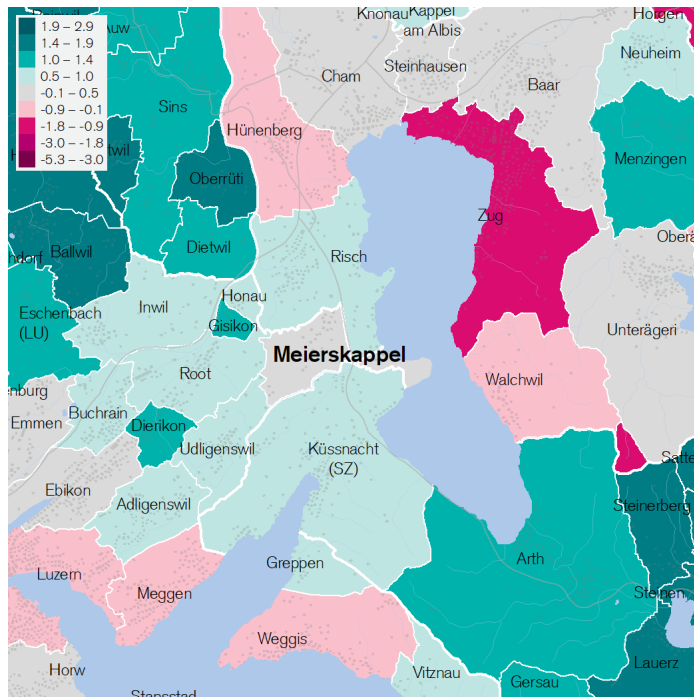 1.9 – 2.9
1.4 – 1.9
1.0 – 1.4
0.5 – 1.0
-0.1 – 0.5
-0.9 – -0.1
-1.8 – -0.9
-3.0 – -1.8
-5.3 – -3.0
Auw
Knonau
Kappel
am Albis
Horgen
Neuheim
Steinhausen
Cham
Baar
Sins
Hünenberg
Menzingen
Oberrüti
Zug
Ballwil
Dietwil
Risch
Unterägeri
Inwil
Honau
Eschenbach
(LU)
Gisikon
Meierskappel
Root
Walchwil
Buchrain
Emmen
Dierikon
Udligenswil
Küssnacht
(SZ)
Ebikon
Adligenswil
Steinerberg
Arth
Greppen
Luzern
Meggen
Steinen
Weggis
Horw
Vitznau
Lauerz
Gersau
Stansstad